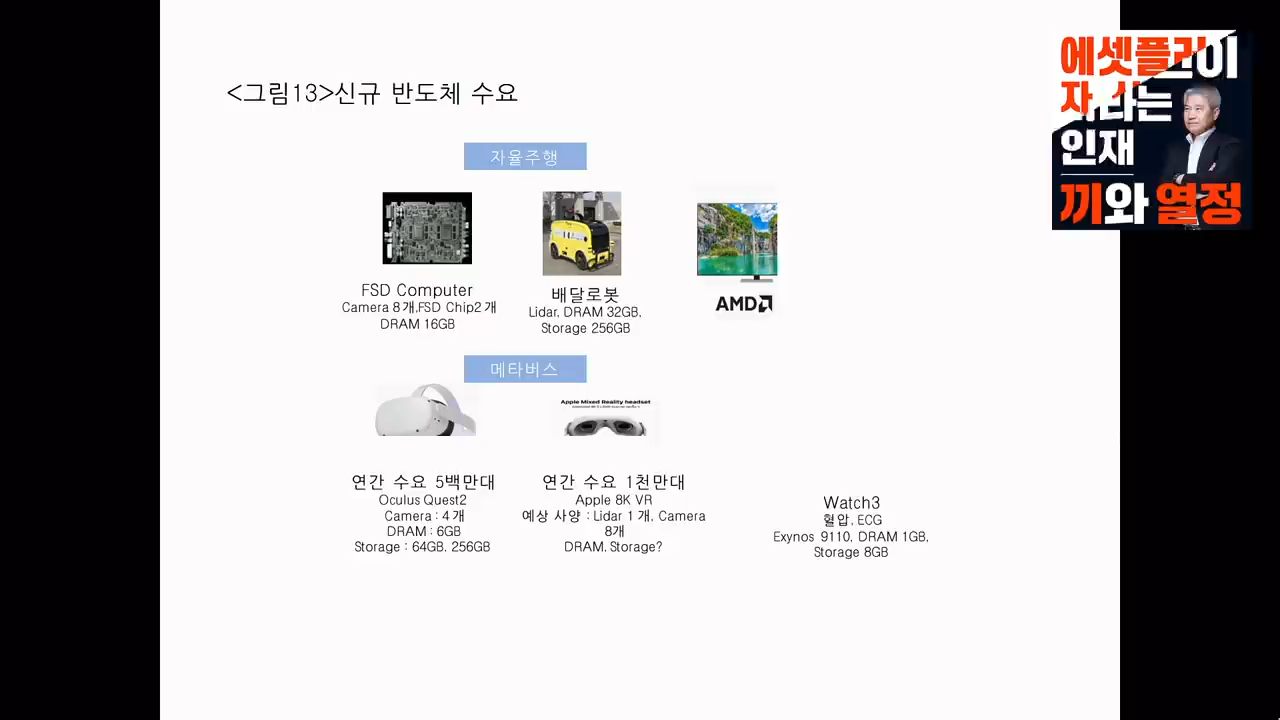 <그림13>신규 반도체 수요
자율주행
FSD Computer
Camera 8개,FSD Chip2개
DRAM 16GB
배달로봇
Lidar, DRAM 32GB,
Storage 256GB
AMD
메타버스
Apple Mixed Reality headset
연간 수요 5백만대
Oculus Quest2
Camera : 4개
DRAM : 6GB
Storage : 64GB, 256GB
연간 수요 1천만대
Apple 8K VR
예상 사양 : Lidar 1개, Camera
8개
DRAM, Storage?
Watch3
혈압, ECG
Exynos 9110, DRAM 1GB,
Storage 8GB
인재
끼와 열정